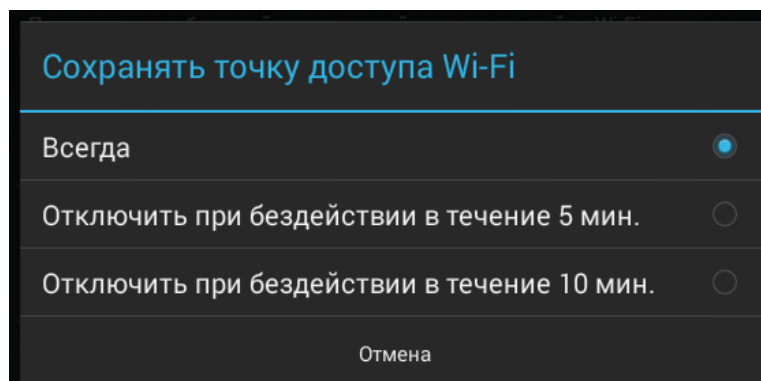 Сохранять точку доступа Wi-Fi
Всегда
Отключить при бездействии в течение 5 мин.
Отключить при бездействии в течение 10 мин.
Отмена